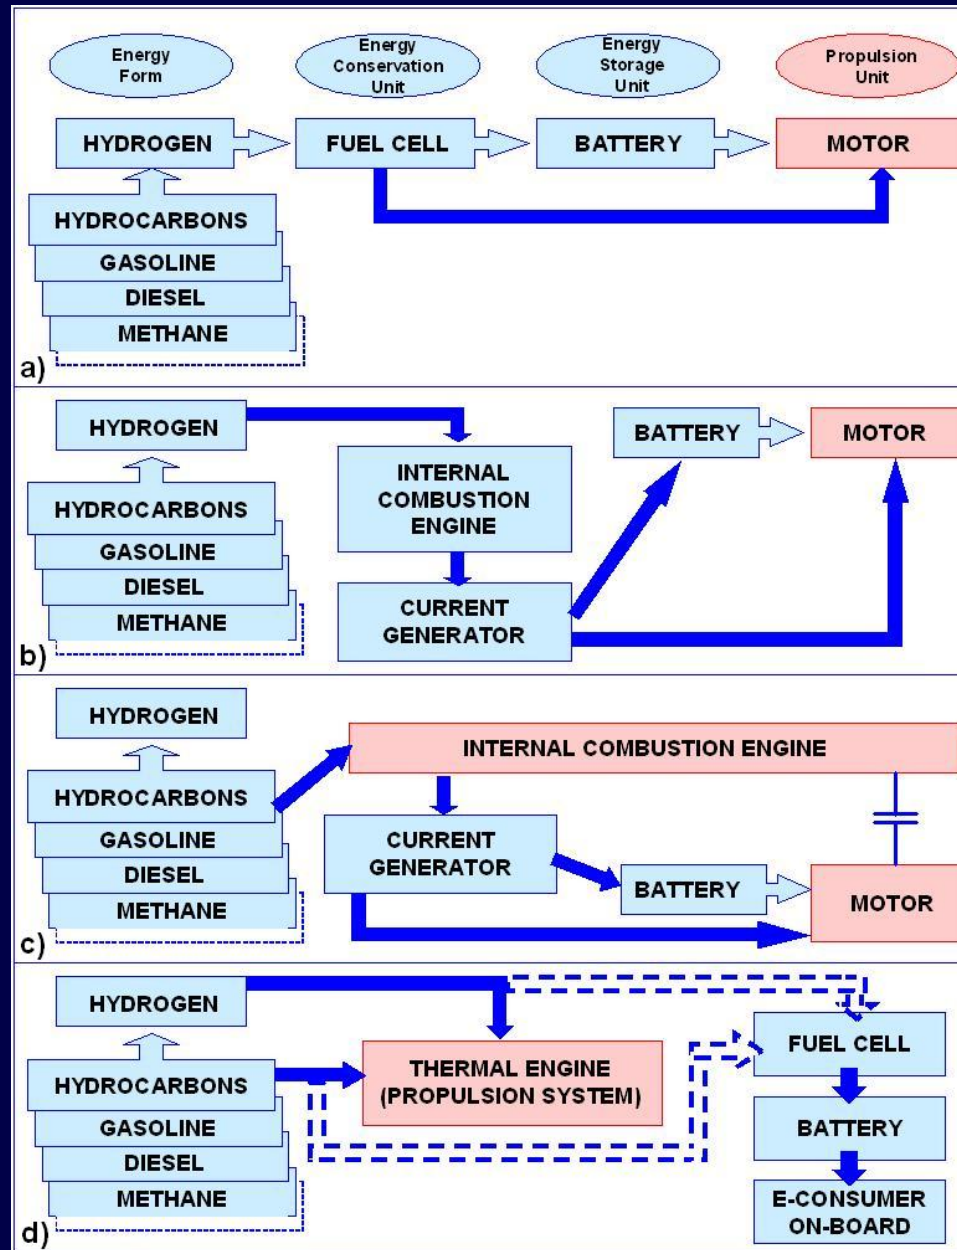 Energy
Form
Energy
Conservation
Unit
Energy
Storage
Unit
Propulsion
Unit
HYDROGEN
FUEL CELL
BATTERY
MOTOR
HYDROCARBONS
GASOLINE
DIESEL
METHANE
a)
HYDROGEN
BATTERY
MOTOR
INTERNAL
COMBUSTION
ENGINE
HYDROCARBONS
GASOLINE
DIESEL
METHANE
CURRENT
GENERATOR
b)
HYDROGEN
INTERNAL COMBUSTION ENGINE
HYDROCARBONS
GASOLINE
DIESEL
METHANE
CURRENT
GENERATOR
BATTERY
MOTOR
c)
HYDROGEN
FUEL CELL
THERMAL ENGINE
(PROPULSION SYSTEM)
HYDROCARBONS
GASOLINE
DIESEL
METHANE
BATTERY
E-CONSUMER
ON-BOARD
d)